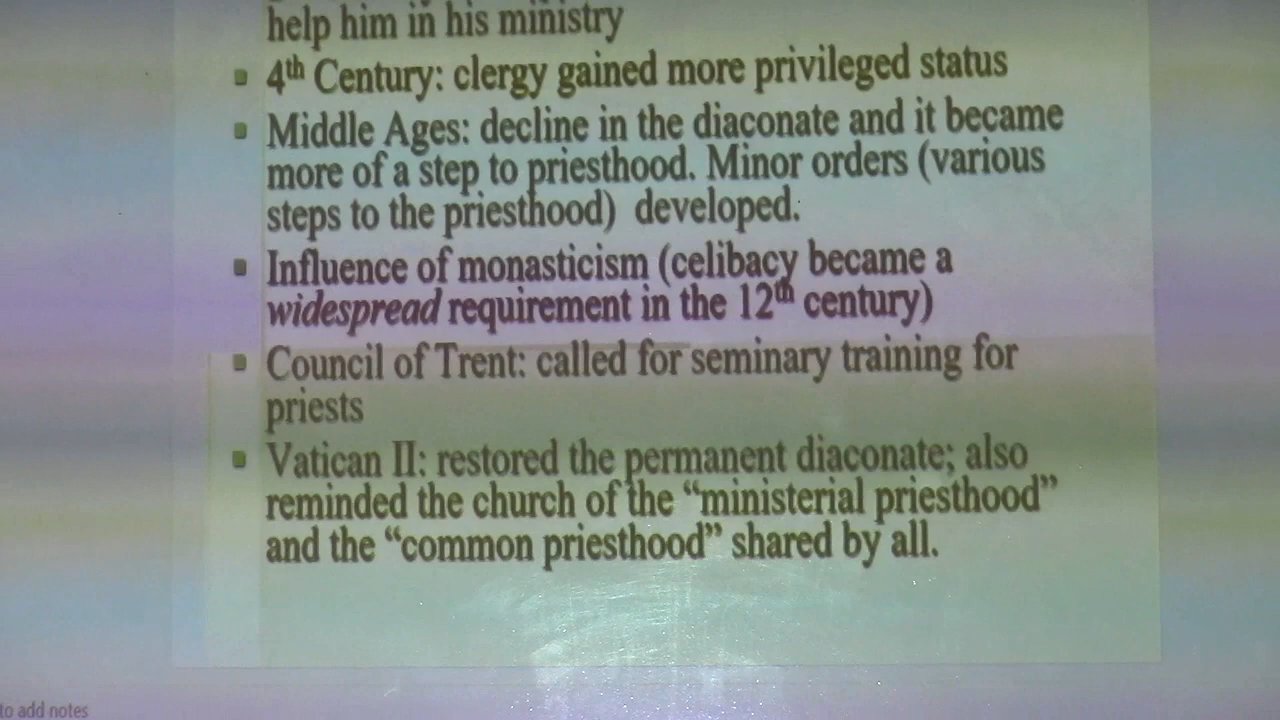 help him in his ministry
▪ 4th Century: clergy gained more privileged status
▪ Middle Ages: decline in the diaconate and it became
more of a step to priesthood. Minor orders (various
steps to the priesthood) developed.
▪ Influence of monasticism (celibacy became a
widespread requirement in the 12th century)
▪ Council of Trent: called for seminary training for
priests
▪ Vatican II: restored the permanent diaconate; also
reminded the church of the “ministerial priesthood”
and the “common priesthood” shared by all.
to add notes